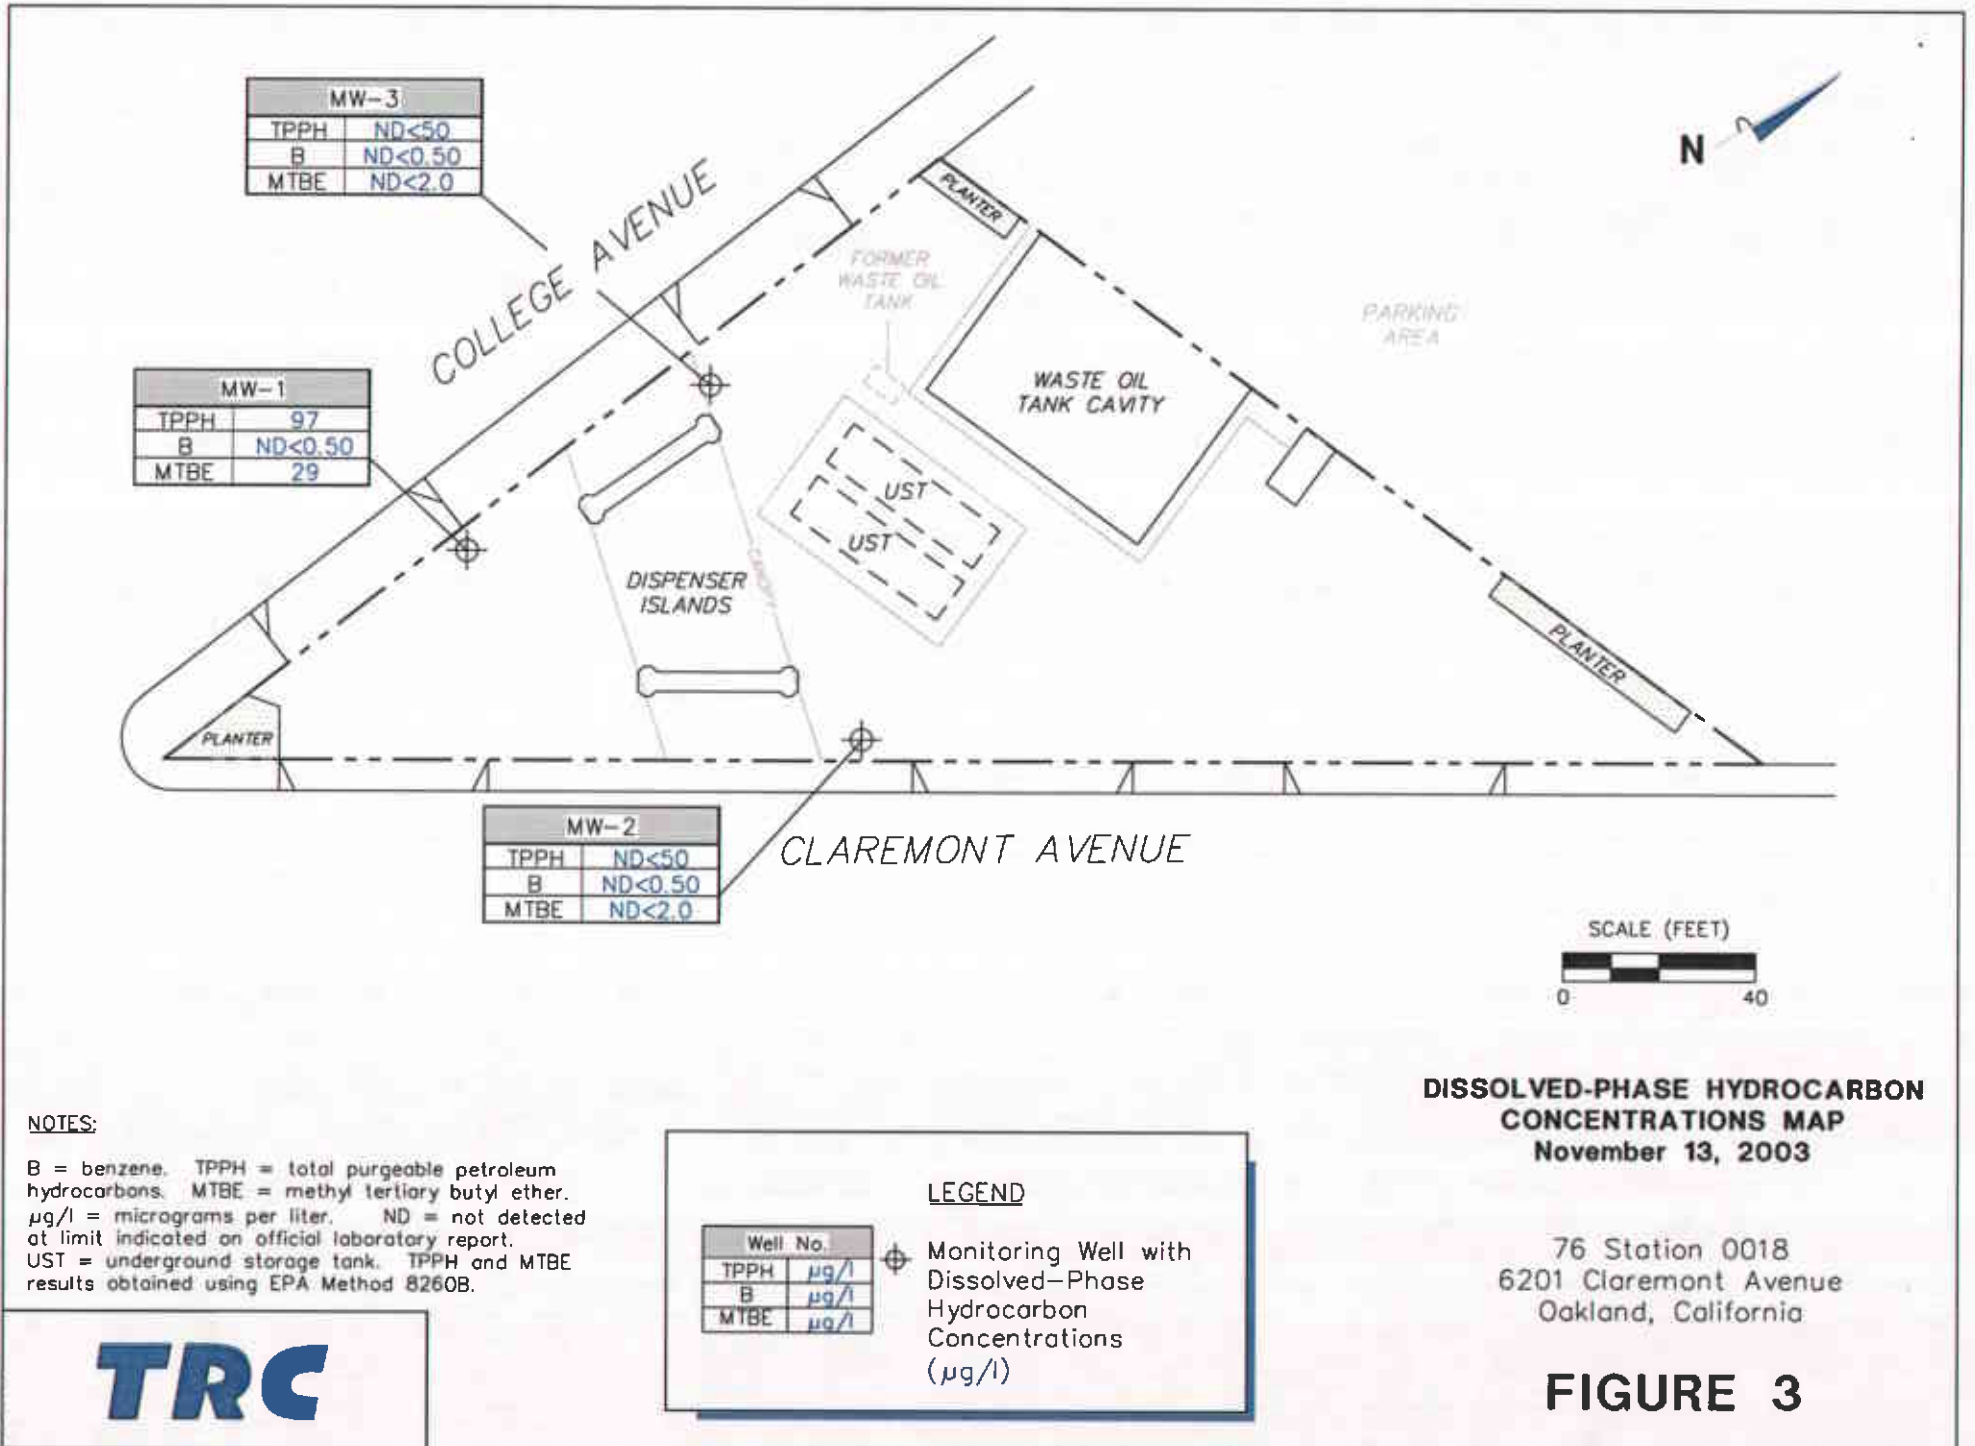 MW-3
TPPH ND<50
B ND<0.50
MTBE ND<2.0
COLLEGE AVENUE
N
PLANTER
FORMER
WASTE OIL
TANK
PARKING
AREA
WASTE OIL
TANK CAVITY
MW-1
TPPH 97
B ND<0.50
MTBE 29
UST
UST
CANOPY
DISPENSER
ISLANDS
PLANTER
PLANTER
MW-2
TPPH ND<50
B ND<0.50
MTBE ND<2.0
CLAREMONT AVENUE
SCALE (FEET)
0 40
DISSOLVED-PHASE HYDROCARBON
CONCENTRATIONS MAP
November 13, 2003
NOTES:
B = benzene. TPPH = total purgeable petroleum
hydrocarbons. MTBE = methyl tertiary butyl ether.
µg/l = micrograms per liter. ND = not detected
at limit indicated on official laboratory report.
UST = underground storage tank. TPPH and MTBE
results obtained using EPA Method 8260B.
LEGEND
Well No.
TPPH µg/l
B µg/l
MTBE µg/l
Monitoring Well with
Dissolved-Phase
Hydrocarbon
Concentrations
(µg/l)
76 Station 0018
6201 Claremont Avenue
Oakland, California
TRC
FIGURE 3